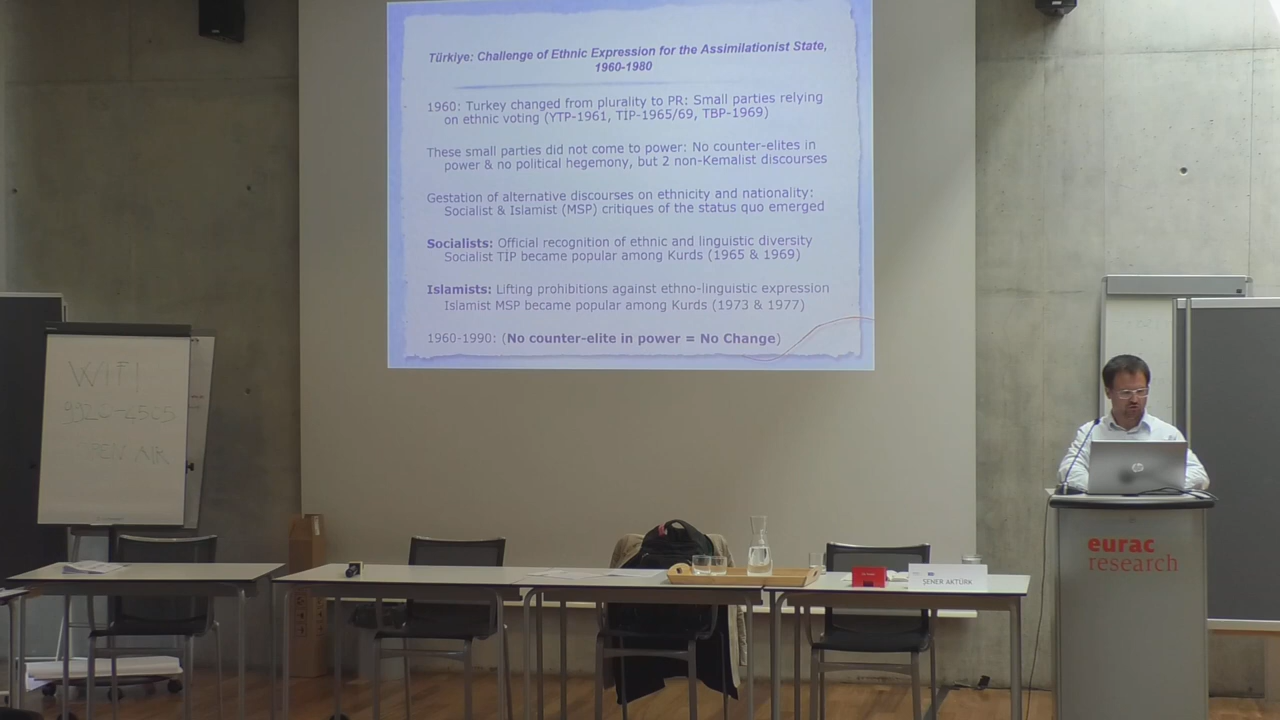 Türkiye: Challenge of Ethnic Expression for the Assimilationist State,
1960-1980
1960: Turkey changed from plurality to PR: Small parties relying
on ethnic voting (YTP-1961, TİP-1965/69, TBP-1969)
These small parties did not come to power: No counter-elites in
power & no political hegemony, but 2 non-Kemalist discourses
Gestation of alternative discourses on ethnicity and nationality:
Socialist & Islamist (MSP) critiques of the status quo emerged
Socialists: Official recognition of ethnic and linguistic diversity
Socialist TİP became popular among Kurds (1965 & 1969)
Islamists: Lifting prohibitions against ethno-linguistic expression
Islamist MSP became popular among Kurds (1973 & 1977)
1960-1990: (No counter-elite in power = No Change)
WIFI
OPEN AIR
hp
eurac
research
ŞENER AKTÜRK